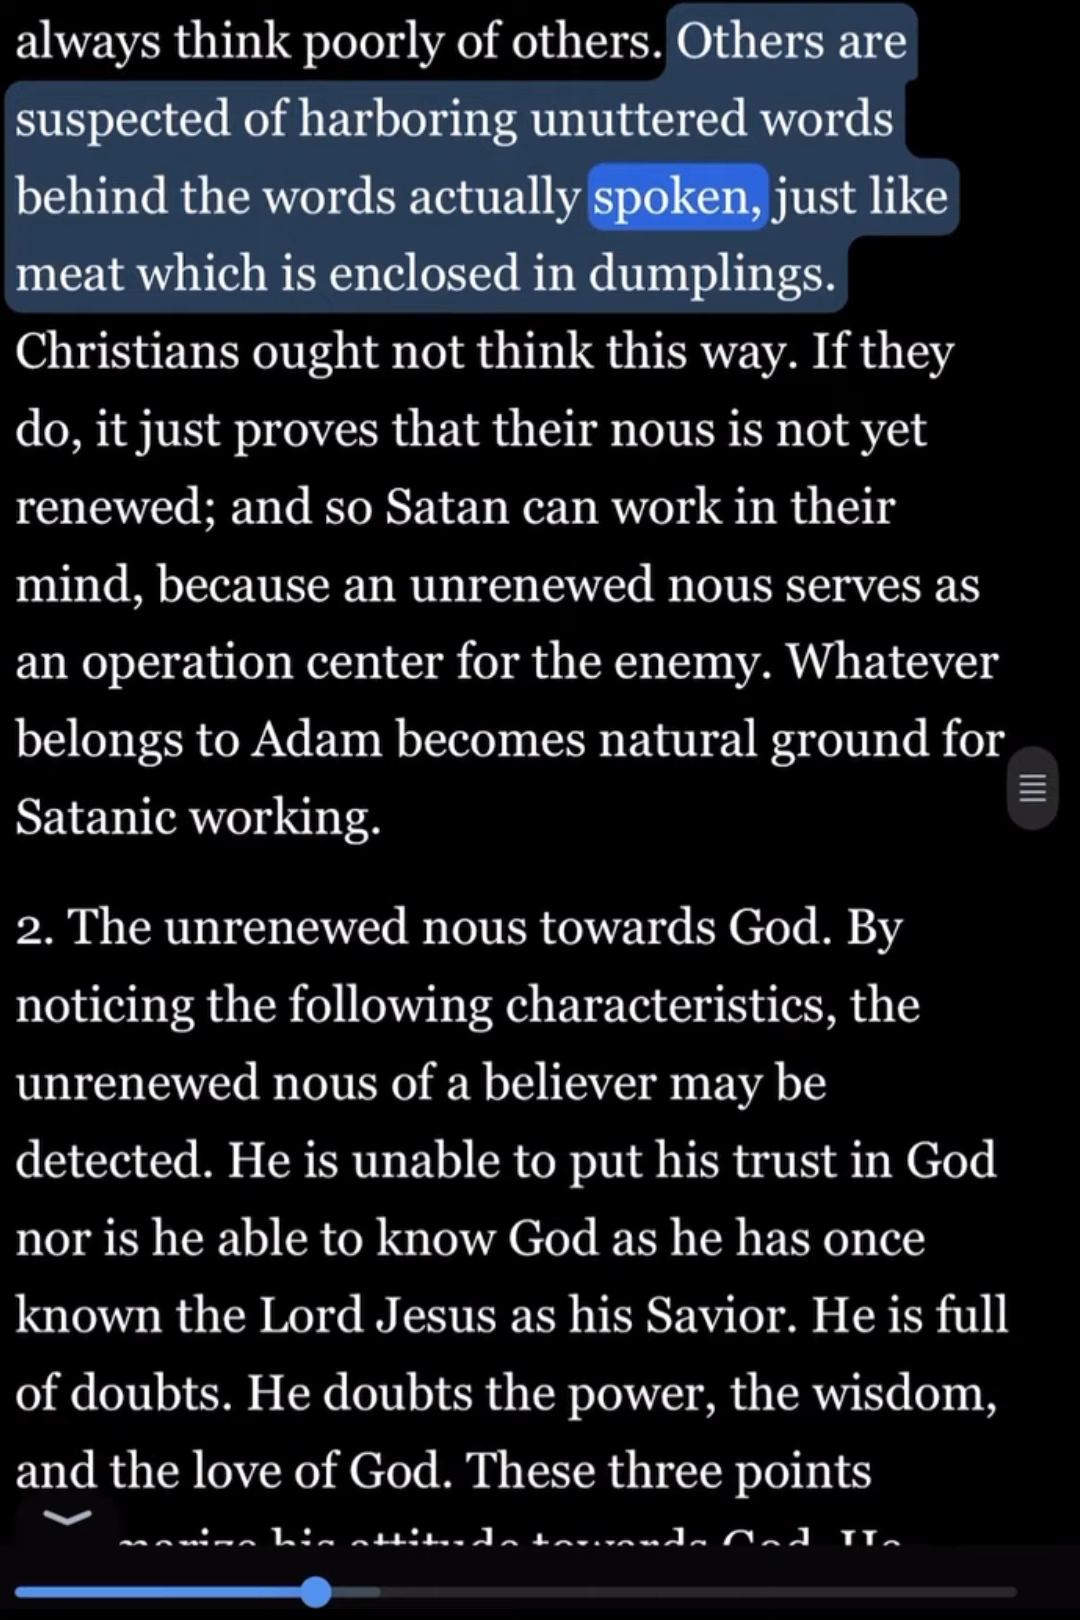 always think poorly of others. Others are
suspected of harboring unuttered words
behind the words actually spoken, just like
meat which is enclosed in dumplings.
Christians ought not think this way. If they
do, it just proves that their nous is not yet
renewed; and so Satan can work in their
mind, because an unrenewed nous serves as
an operation center for the enemy. Whatever
belongs to Adam becomes natural ground for
Satanic working.
2. The unrenewed nous towards God. By
noticing the following characteristics, the
unrenewed nous of a believer may be
detected. He is unable to put his trust in God
nor is he able to know God as he has once
known the Lord Jesus as his Savior. He is full
of doubts. He doubts the power, the wisdom,
and the love of God. These three points
his attitude towards God. He